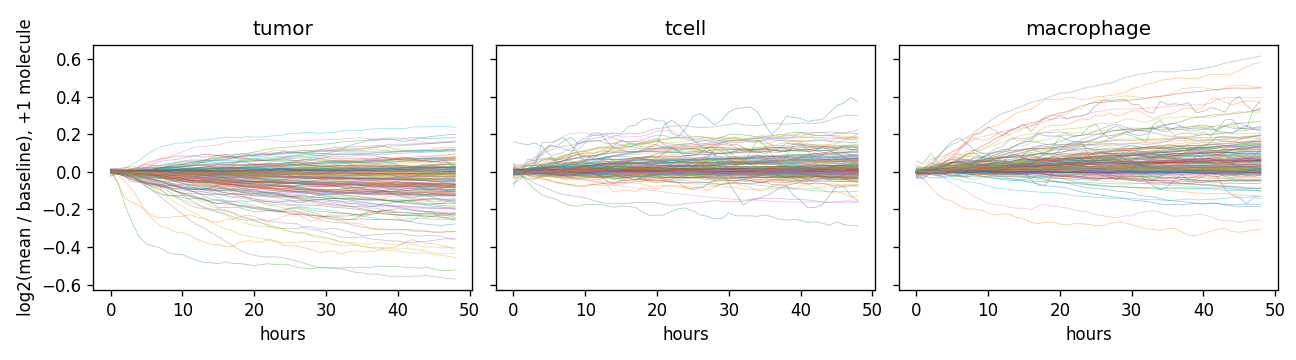 tumor
tcell
macrophage
log2(mean / baseline), +1 molecule
0.6
0.4
0.2
0.0
−0.2
−0.4
−0.6
0 10 20 30 40 50
0 10 20 30 40 50
0 10 20 30 40 50
hours
hours
hours